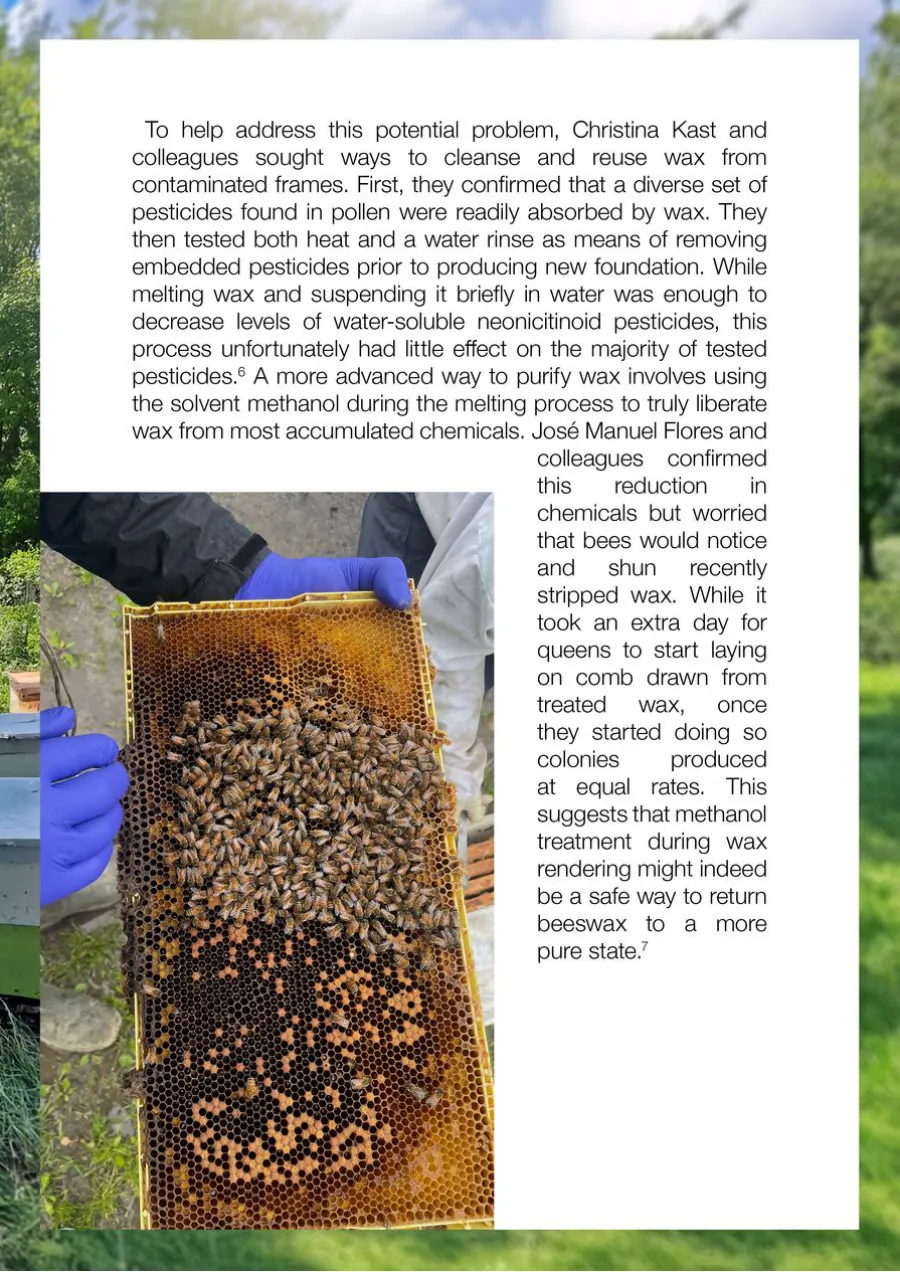 To help address this potential problem, Christina Kast and
colleagues sought ways to cleanse and reuse wax from
contaminated frames. First, they confirmed that a diverse set of
pesticides found in pollen were readily absorbed by wax. They
then tested both heat and a water rinse as means of removing
embedded pesticides prior to producing new foundation. While
melting wax and suspending it briefly in water was enough to
decrease levels of water-soluble neonicitinoid pesticides, this
process unfortunately had little effect on the majority of tested
pesticides.⁶ A more advanced way to purify wax involves using
the solvent methanol during the melting process to truly liberate
wax from most accumulated chemicals. José Manuel Flores and
colleagues confirmed
this reduction in
chemicals but worried
that bees would notice
and shun recently
stripped wax. While it
took an extra day for
queens to start laying
on comb drawn from
treated wax, once
they started doing so
colonies produced
at equal rates. This
suggests that methanol
treatment during wax
rendering might indeed
be a safe way to return
beeswax to a more
pure state.⁷